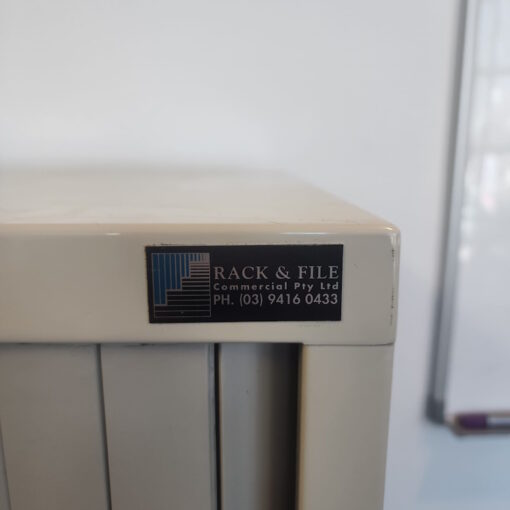 RACK & FILE
Commercial Pty Ltd
PH. (03) 9416 0433